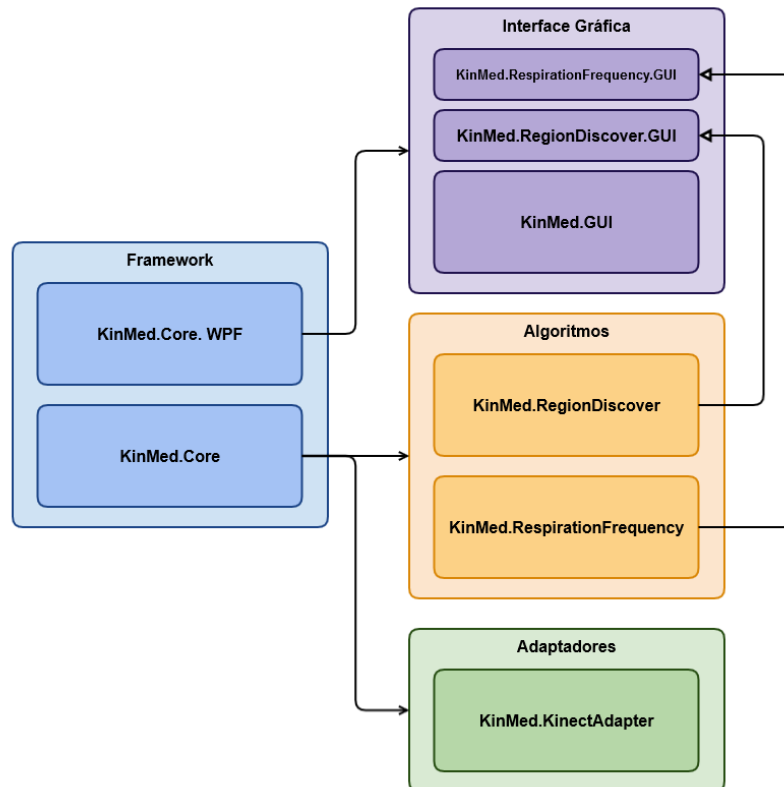 Interface Gráfica
KinMed.RespirationFrequency.GUI
KinMed.RegionDiscover.GUI
KinMed.GUI
Framework
KinMed.Core. WPF
KinMed.Core
Algoritmos
KinMed.RegionDiscover
KinMed.RespirationFrequency
Adaptadores
KinMed.KinectAdapter